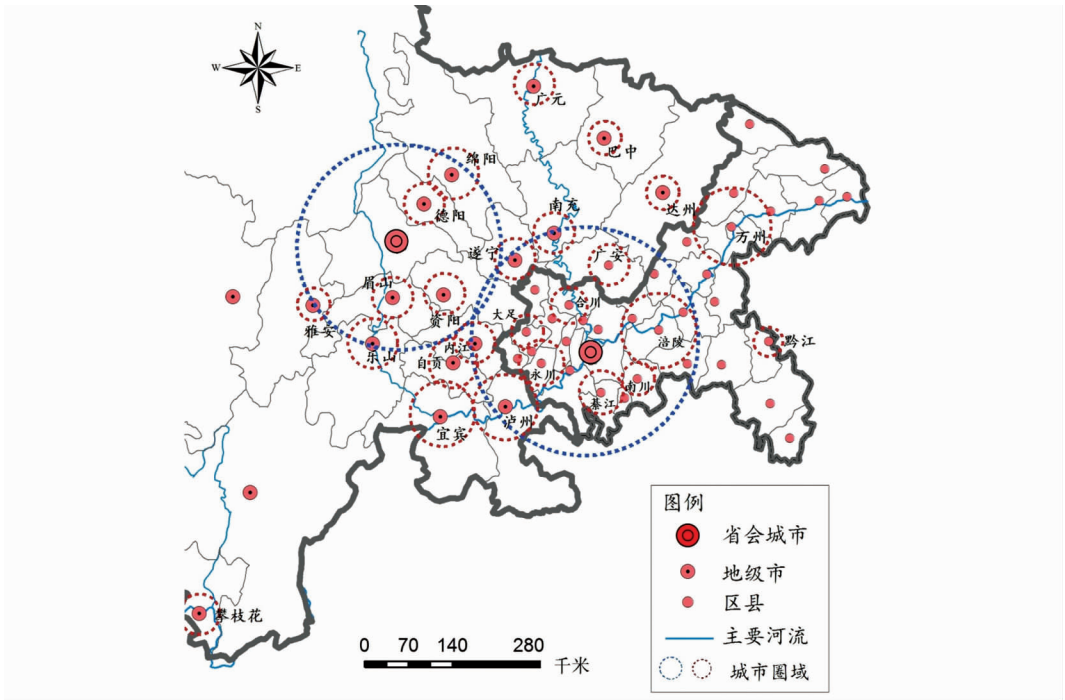 N
W E
S
广元
巴中
绵阳
德阳
南充
达州
万州
遂宁
广安
眉山
资阳
雅安
乐山
内江
自贡
大足
合川
涪陵
黔江
永川
南川
綦江
宜宾
泸州
攀枝花
图例
省会城市
地级市
区县
主要河流
城市圈域
0 70 140 280
千米